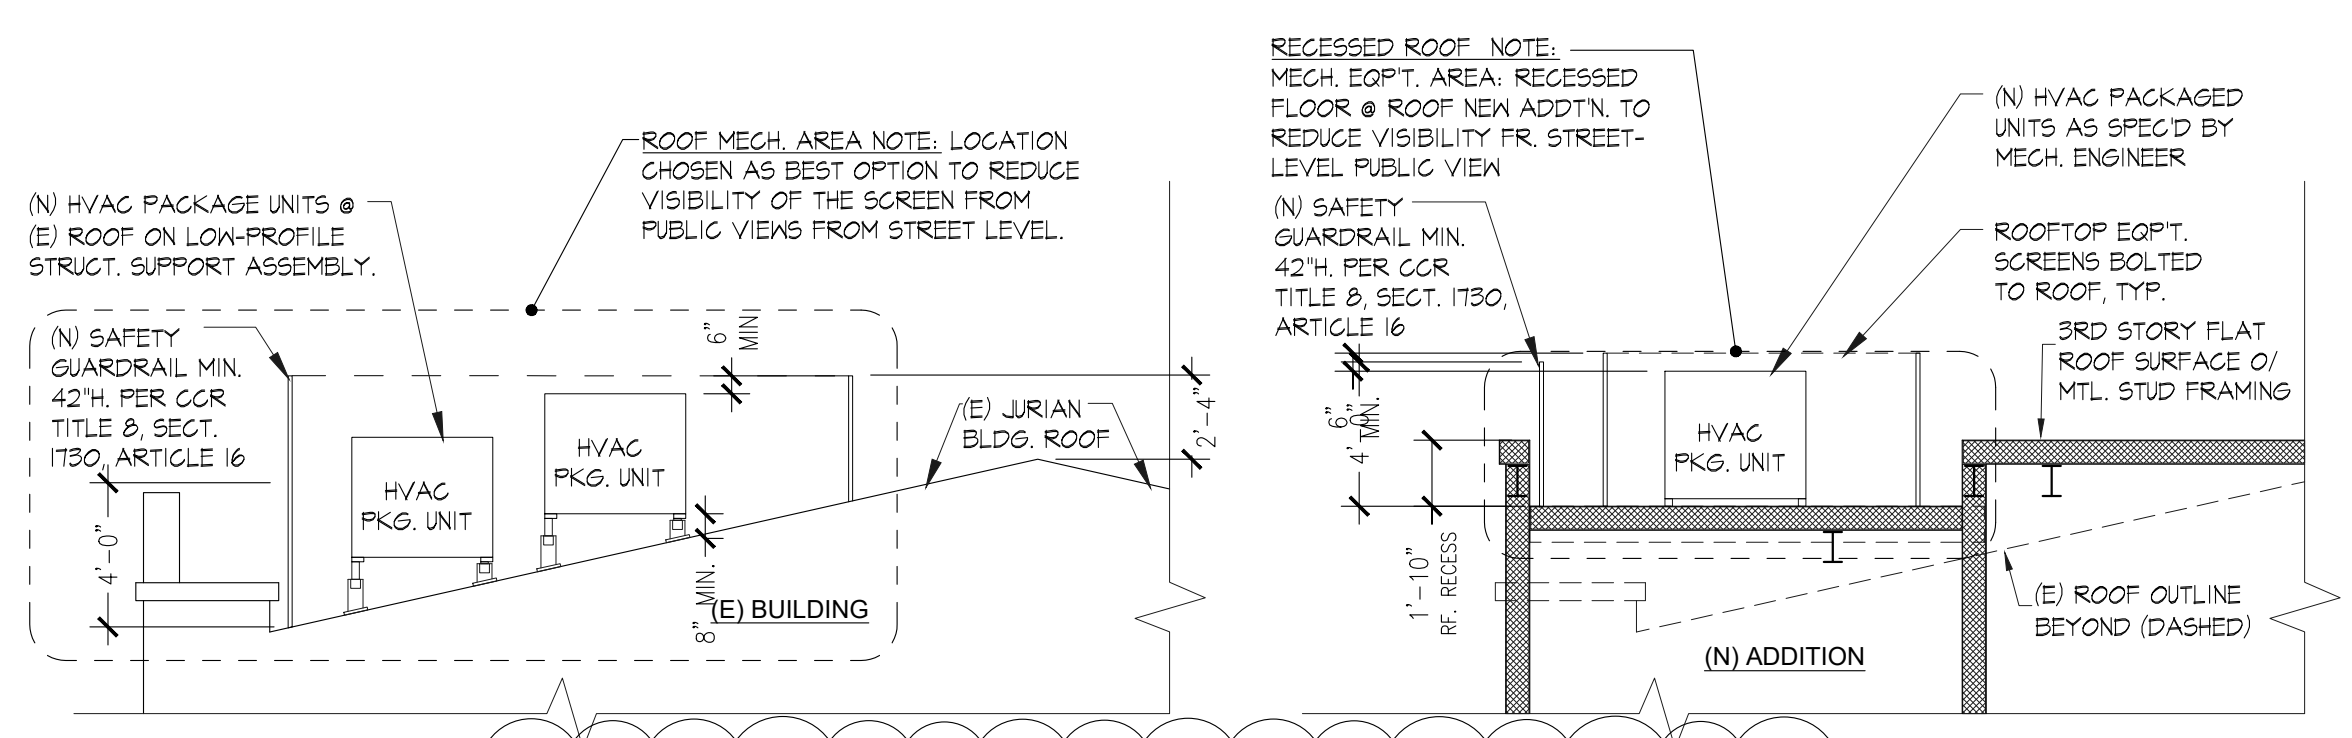 (N) HVAC PACKAGE UNITS @
(E) ROOF ON LOW-PROFILE
STRUCT. SUPPORT ASSEMBLY.
ROOF MECH. AREA NOTE: LOCATION
CHOSEN AS BEST OPTION TO REDUCE
VISIBILITY OF THE SCREEN FROM
PUBLIC VIEWS FROM STREET LEVEL.
(N) SAFETY
GUARDRAIL MIN.
42"H. PER CCR
TITLE 8, SECT.
1730, ARTICLE 16
4'-0"
HVAC
PKG. UNIT
HVAC
PKG. UNIT
6"
MIN
8" MIN.
(E) JURIAN
BLDG. ROOF
2'-4"
(E) BUILDING
RECESSED ROOF NOTE:
MECH. EQP'T. AREA: RECESSED
FLOOR @ ROOF NEW ADDT'N. TO
REDUCE VISIBILITY FR. STREET-
LEVEL PUBLIC VIEW
(N) SAFETY
GUARDRAIL MIN.
42"H. PER CCR
TITLE 8, SECT. 1730,
ARTICLE 16
(N) HVAC PACKAGED
UNITS AS SPEC'D BY
MECH. ENGINEER
ROOFTOP EQP'T.
SCREENS BOLTED
TO ROOF, TYP.
3RD STORY FLAT
ROOF SURFACE O/
MTL. STUD FRAMING
6"
MIN.
4'-0"
HVAC
PKG. UNIT
1'-10"
RF. RECESS
(E) ROOF OUTLINE
BEYOND (DASHED)
(N) ADDITION